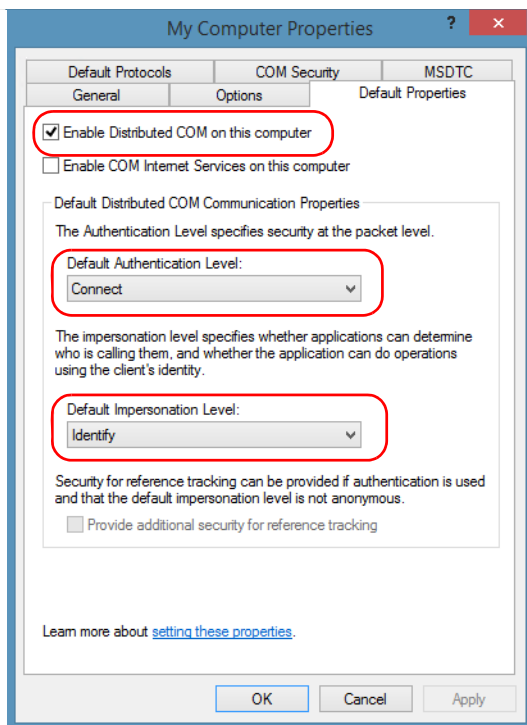 My Computer Properties
?
×
Default Protocols
COM Security
MSDTC
General
Options
Default Properties
Enable Distributed COM on this computer
Enable COM Internet Services on this computer
Default Distributed COM Communication Properties
The Authentication Level specifies security at the packet level.
Default Authentication Level:
Connect
The impersonation level specifies whether applications can determine
who is calling them, and whether the application can do operations
using the client's identity.
Default Impersonation Level:
Identify
Security for reference tracking can be provided if authentication is used
and that the default impersonation level is not anonymous.
Provide additional security for reference tracking
Learn more about setting these properties.
OK
Cancel
Apply